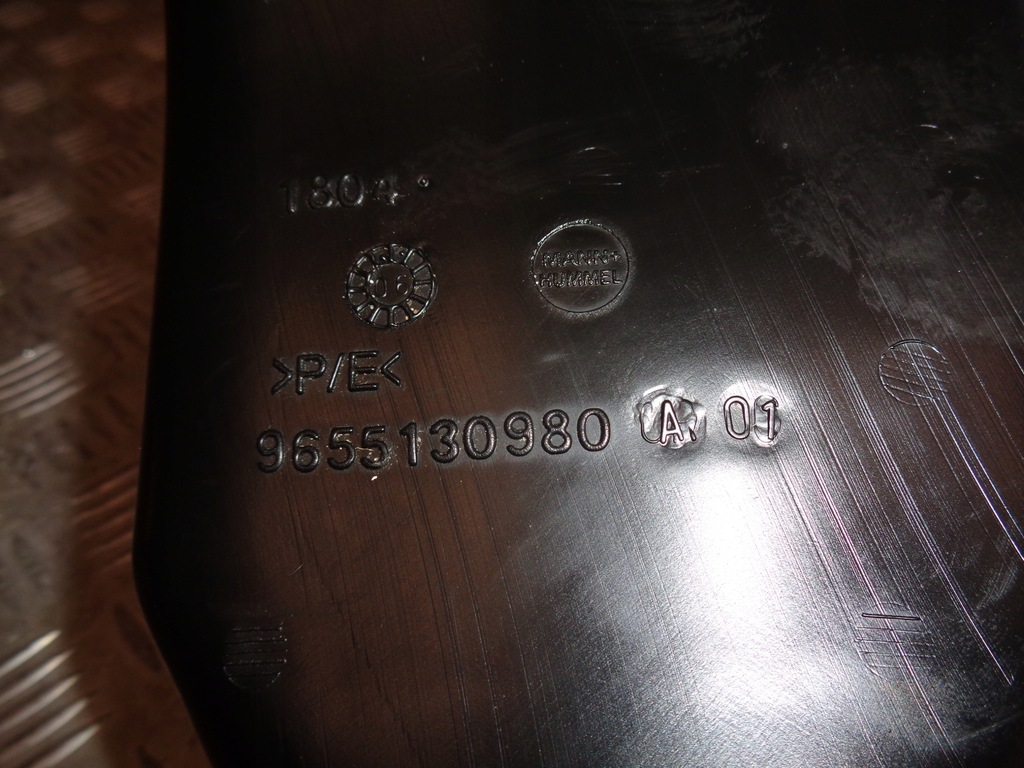 1804
MANN+
HUMMEL
>P/E<
9655130980 A 01